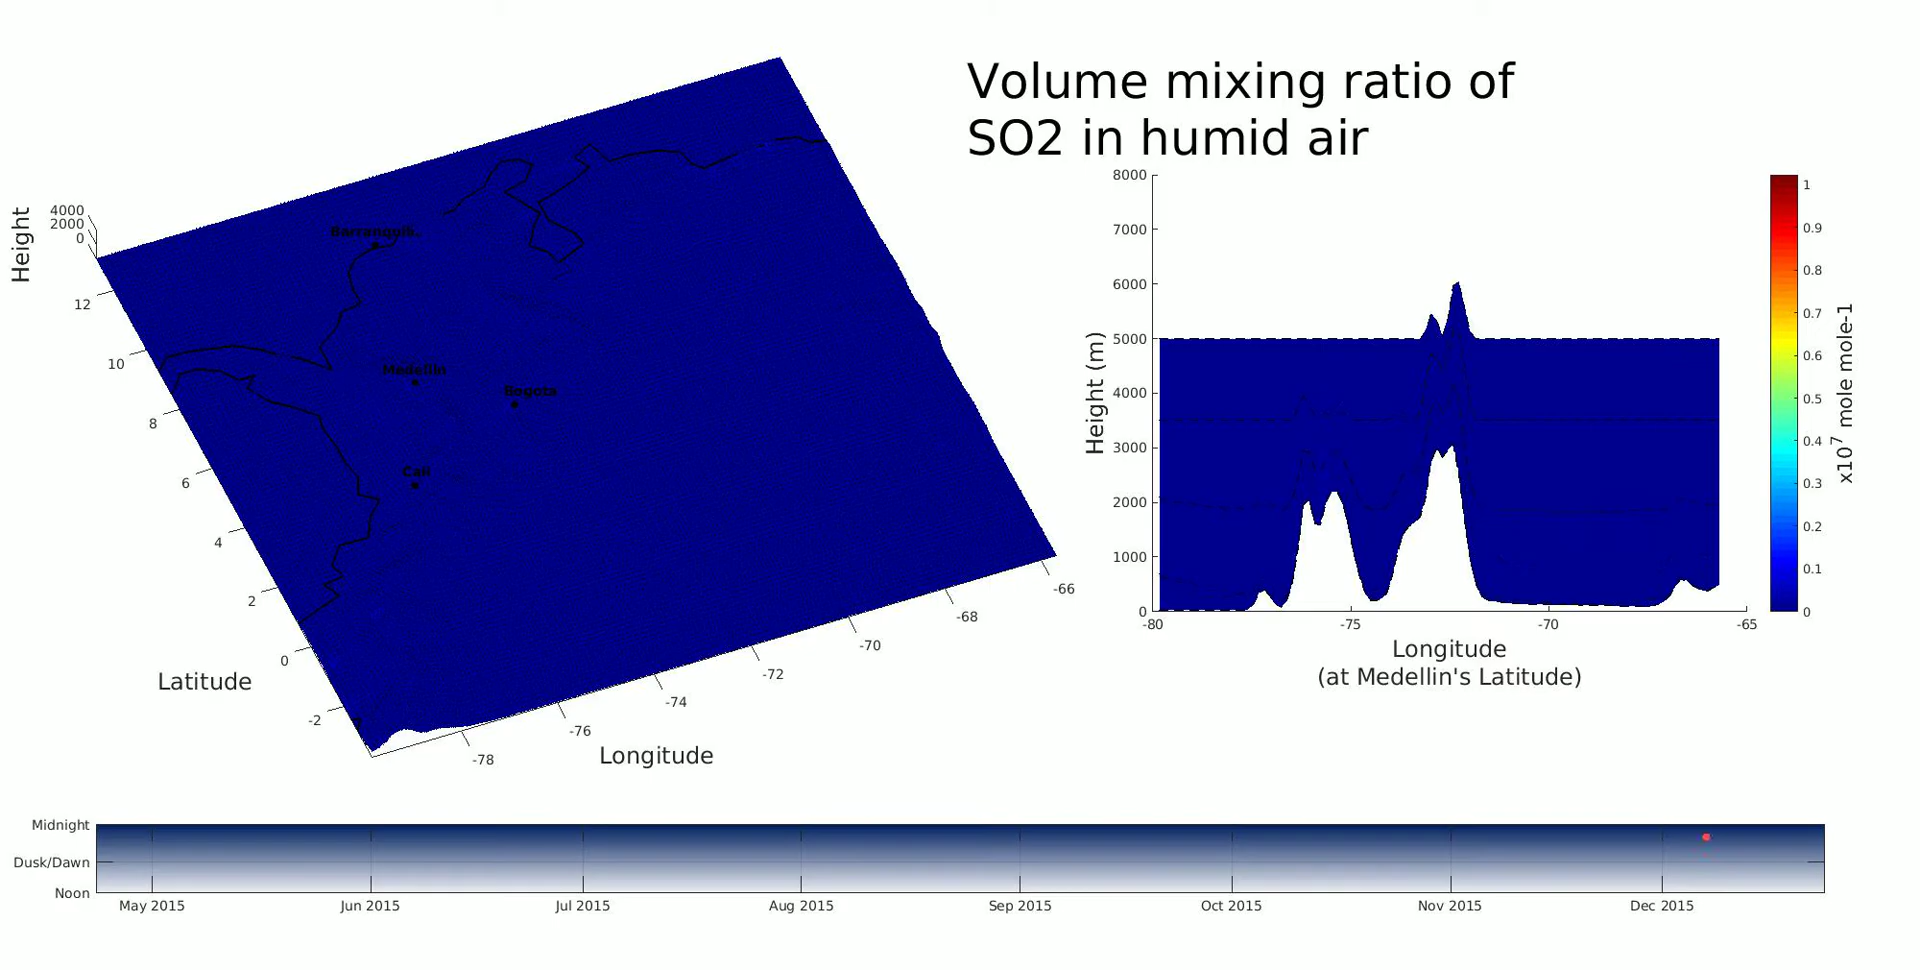 Volume mixing ratio of
SO2 in humid air
Height
4000
2000
0
12
10
8
6
4
2
0
-2
Latitude
-78
-76
-74
-72
-70
-68
-66
Longitude
Medellin
Bogota
Cali
8000
7000
6000
5000
4000
3000
2000
1000
0
Height (m)
-80
-75
-70
-65
Longitude
(at Medellin's Latitude)
1
0.9
0.8
0.7
0.6
0.5
0.4
0.3
0.2
0.1
0
x10⁷ mole mole-1
Midnight
Dusk/Dawn
Noon
May 2015
Jun 2015
Jul 2015
Aug 2015
Sep 2015
Oct 2015
Nov 2015
Dec 2015